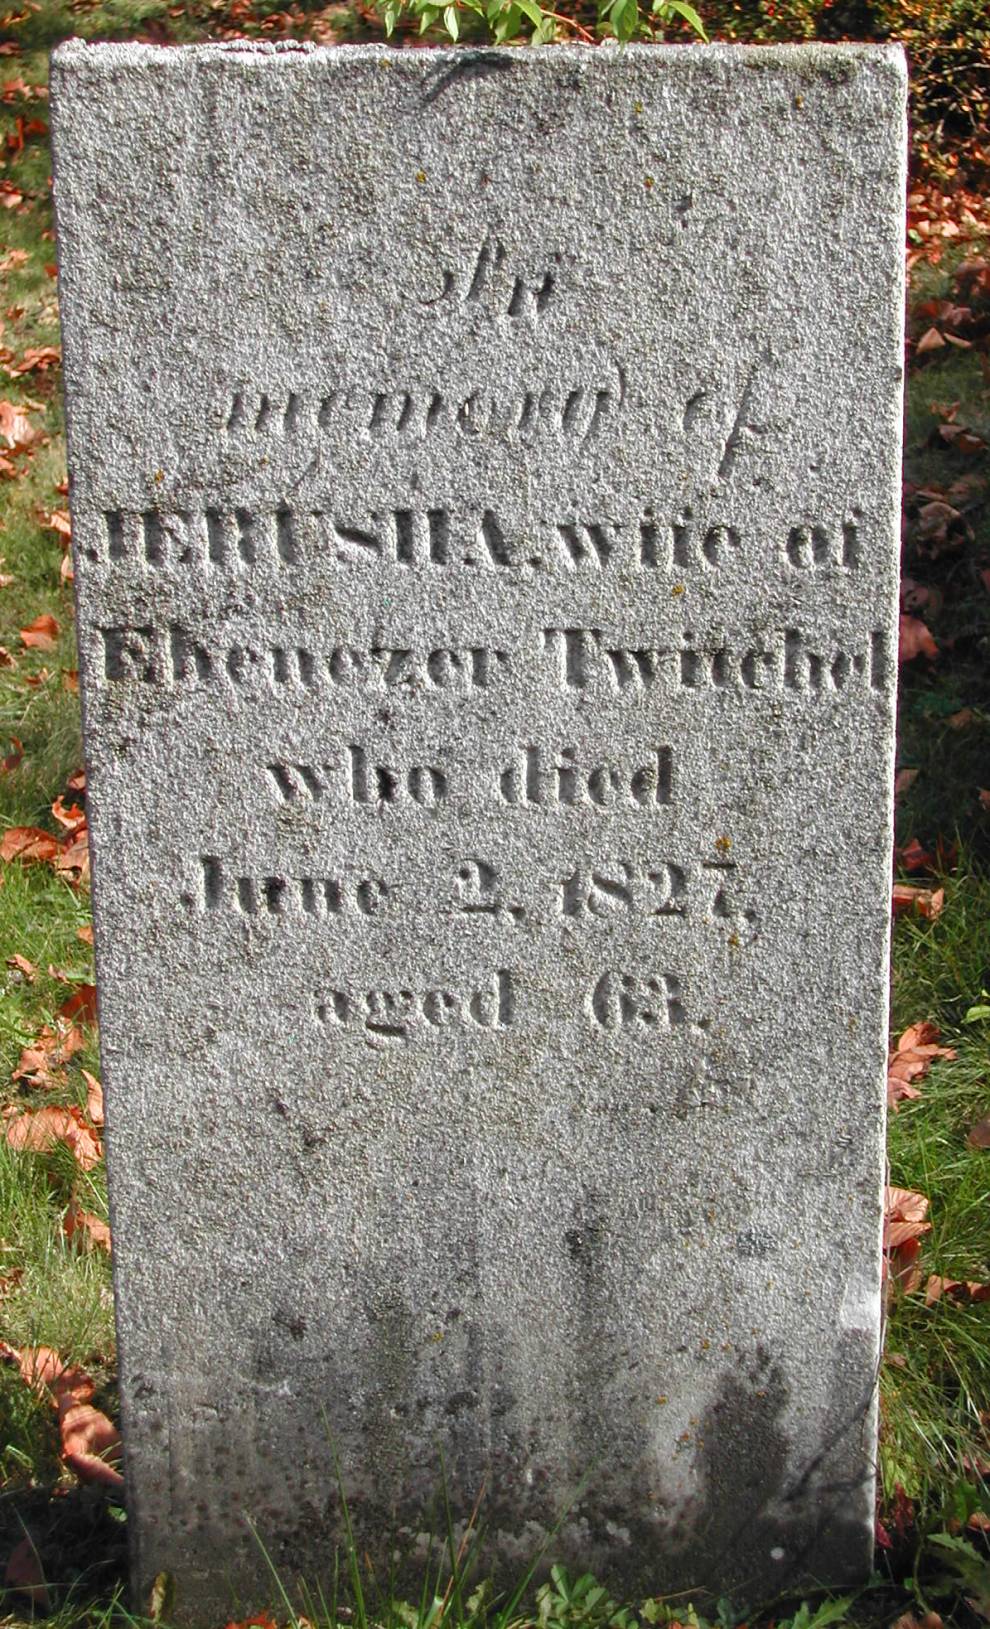 In
memory of
JERUSHA, wife of
Ebenezer Twitchel
who died
June 2, 1827,
aged 63.